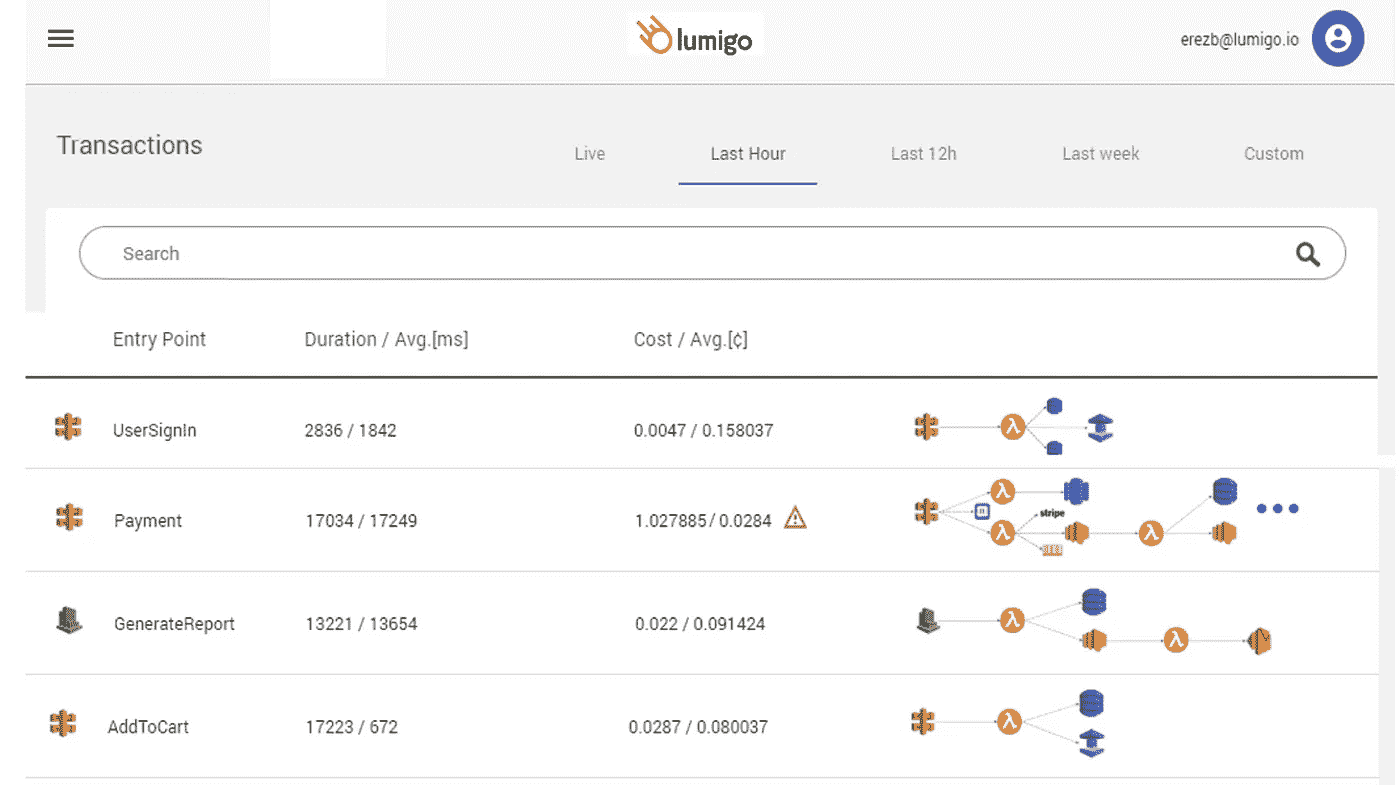 lumigo
erezb@lumigo.io
Transactions
Live Last Hour Last 12h Last week Custom
Search
Entry Point Duration / Avg.[ms] Cost / Avg.[¢]
UserSignIn 2836 / 1842 0.0047 / 0.158037
Payment 17034 / 17249 1.027885/ 0.0284
stripe
GenerateReport 13221 / 13654 0.022 / 0.091424
AddToCart 17223 / 672 0.0287 / 0.080037